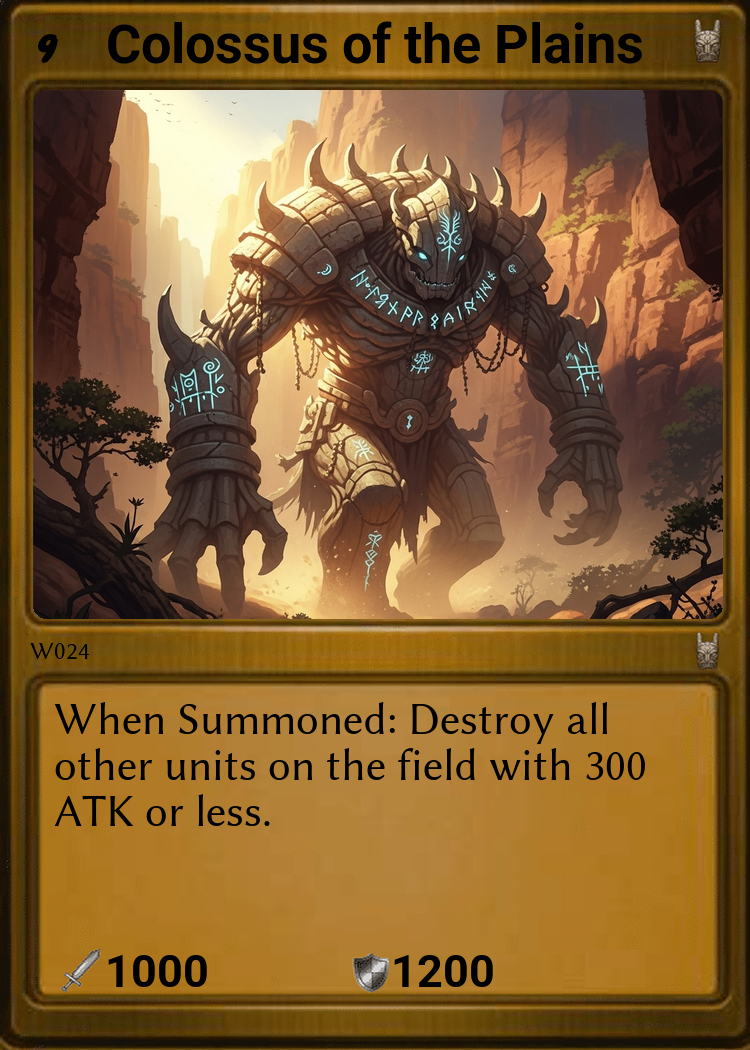 9 Colossus of the Plains
W024
When Summoned: Destroy all
other units on the field with 300
ATK or less.
1000 1200